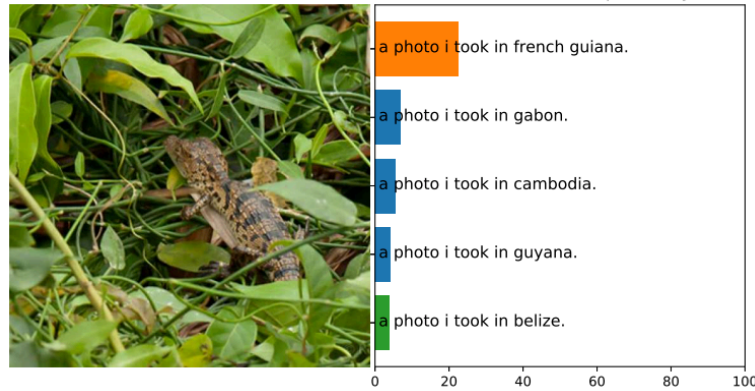 a photo i took in french guiana.
a photo i took in gabon.
a photo i took in cambodia.
a photo i took in guyana.
a photo i took in belize.
0 20 40 60 80 100